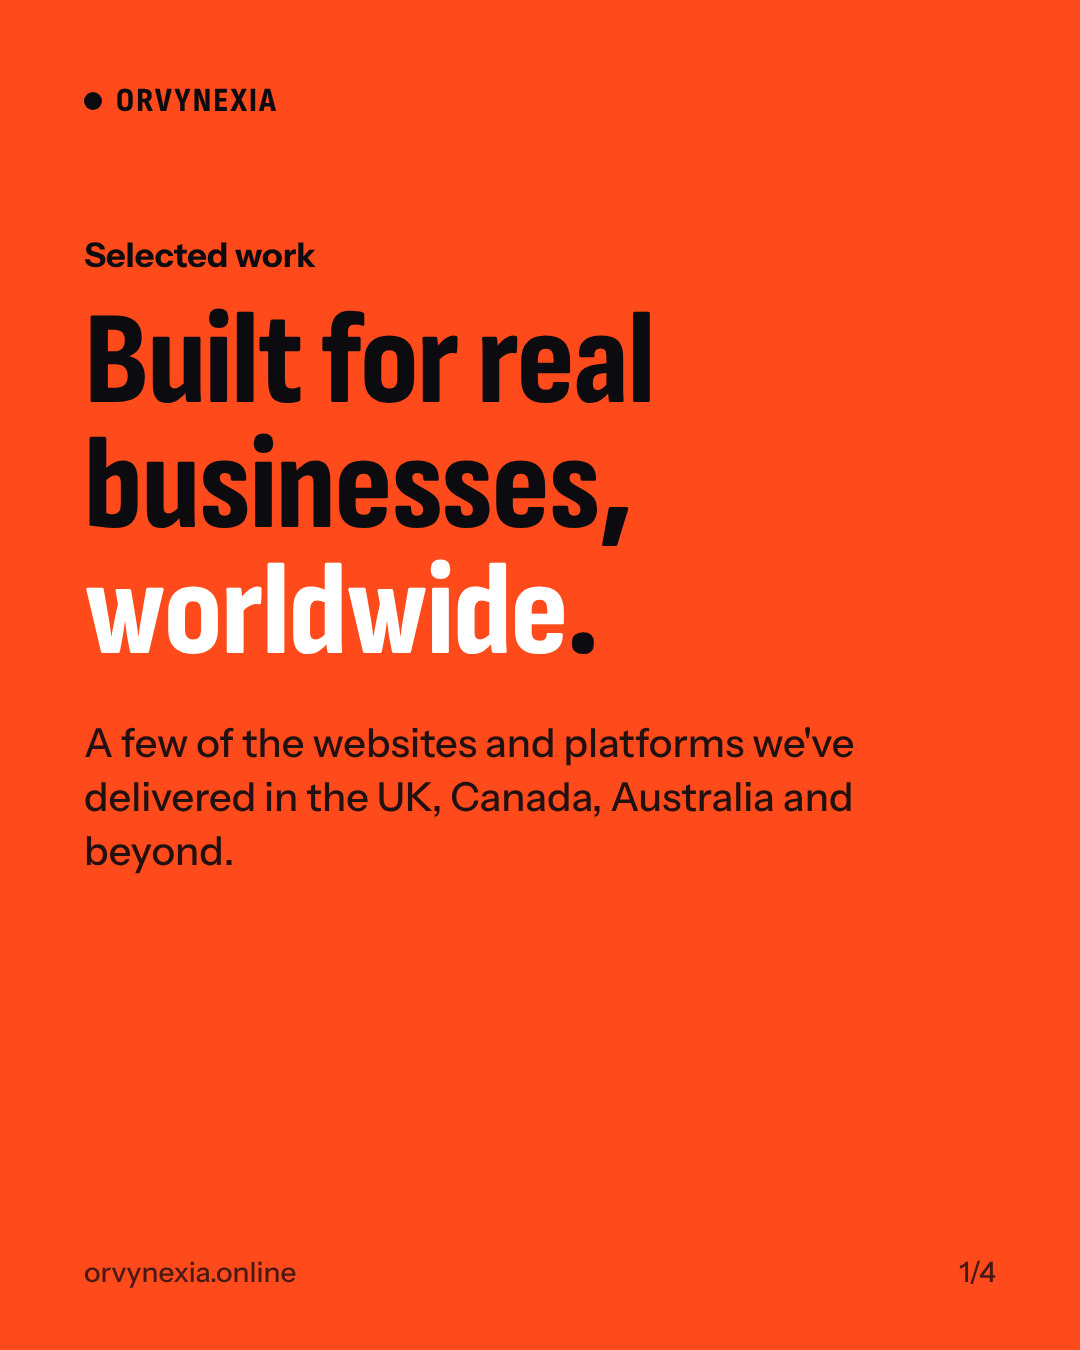 ORVYNEXIA
Selected work
Built for real
businesses,
worldwide.
A few of the websites and platforms we've
delivered in the UK, Canada, Australia and
beyond.
orvynexia.online
1/4